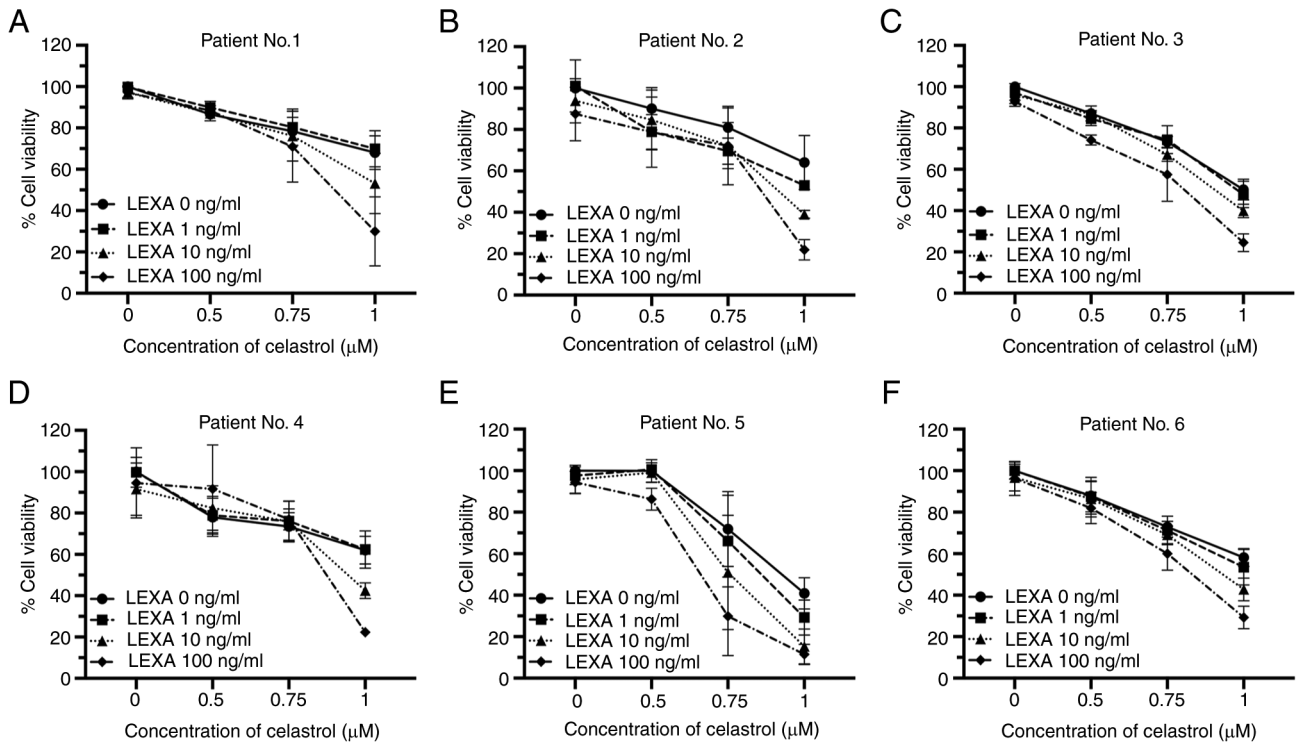 A
Patient No.1
120
100
80
60
40
20
0
% Cell viability
LEXA 0 ng/ml
LEXA 1 ng/ml
LEXA 10 ng/ml
LEXA 100 ng/ml
0 0.5 0.75 1
Concentration of celastrol (μM)
B
Patient No. 2
120
100
80
60
40
20
0
% Cell viability
LEXA 0 ng/ml
LEXA 1 ng/ml
LEXA 10 ng/ml
LEXA 100 ng/ml
0 0.5 0.75 1
Concentration of celastrol (μM)
C
Patient No. 3
120
100
80
60
40
20
0
% Cell viability
LEXA 0 ng/ml
LEXA 1 ng/ml
LEXA 10 ng/ml
LEXA 100 ng/ml
0 0.5 0.75 1
Concentration of celastrol (μM)
D
Patient No. 4
120
100
80
60
40
20
0
% Cell viability
LEXA 0 ng/ml
LEXA 1 ng/ml
LEXA 10 ng/ml
LEXA 100 ng/ml
0 0.5 0.75 1
Concentration of celastrol (μM)
E
Patient No. 5
120
100
80
60
40
20
0
% Cell viability
LEXA 0 ng/ml
LEXA 1 ng/ml
LEXA 10 ng/ml
LEXA 100 ng/ml
0 0.5 0.75 1
Concentration of celastrol (μM)
F
Patient No. 6
120
100
80
60
40
20
0
% Cell viability
LEXA 0 ng/ml
LEXA 1 ng/ml
LEXA 10 ng/ml
LEXA 100 ng/ml
0 0.5 0.75 1
Concentration of celastrol (μM)